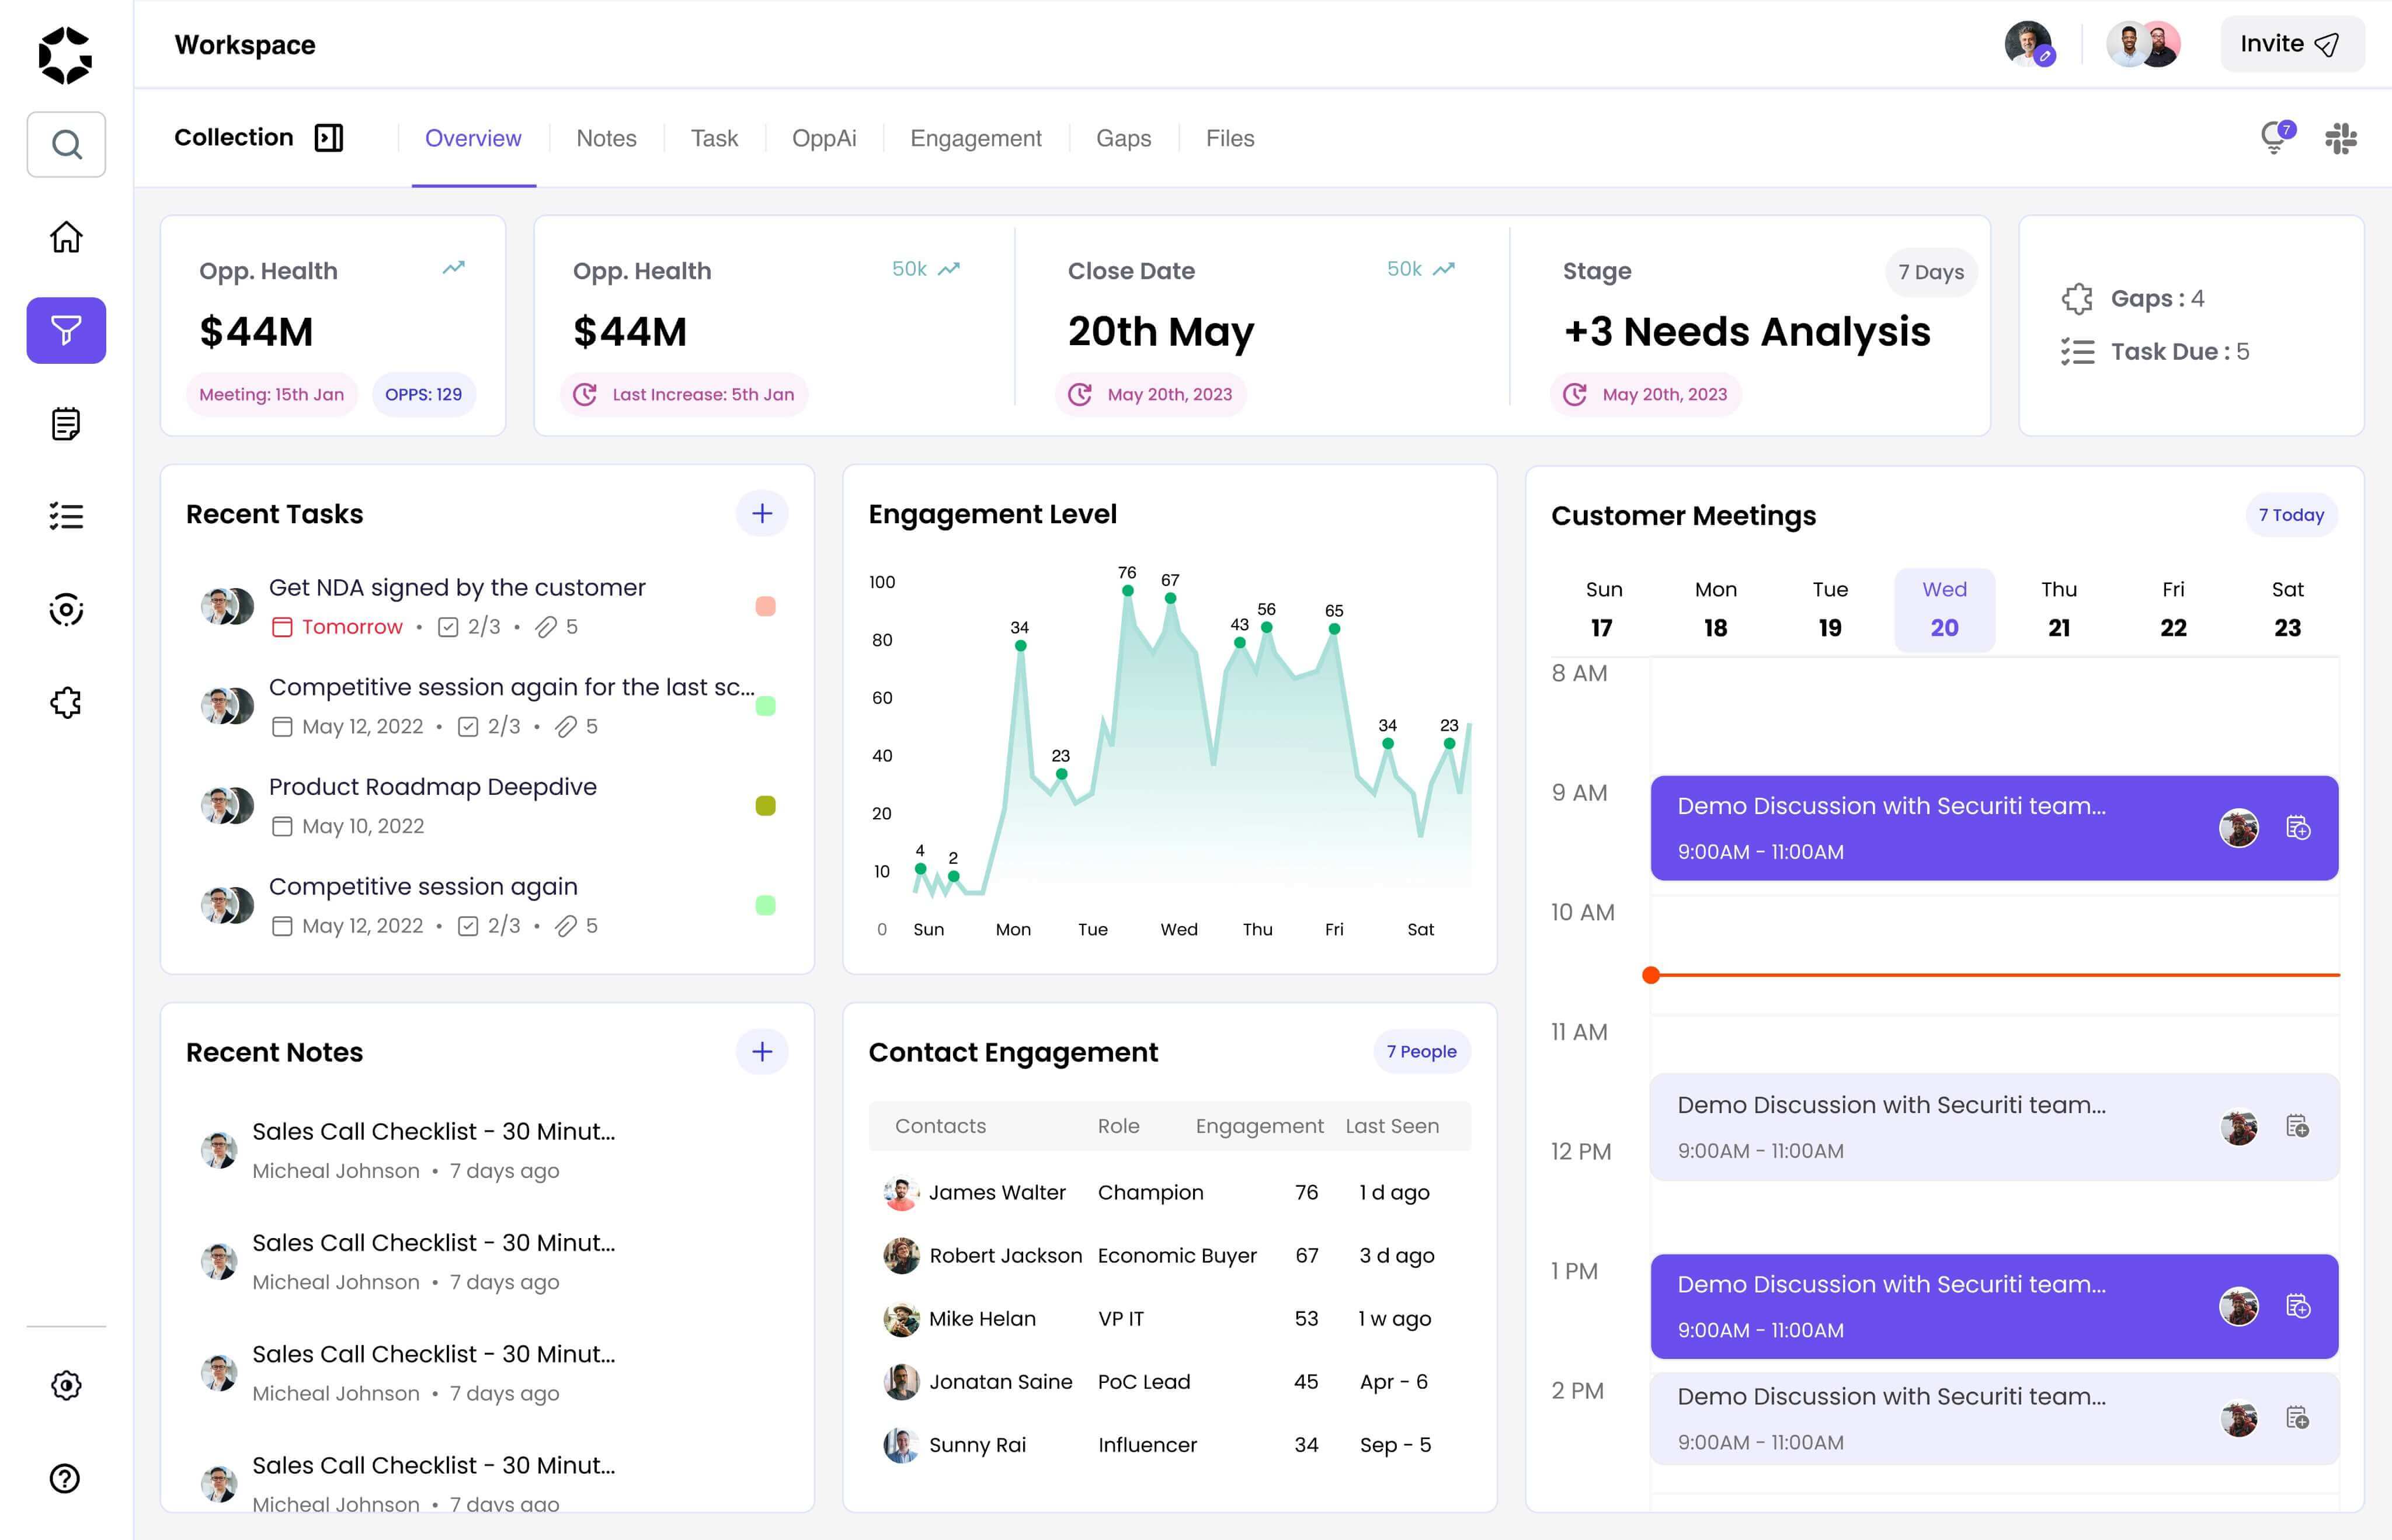 Workspace
Invite
Collection
Overview
Notes
Task
OppAi
Engagement
Gaps
Files
7
Opp. Health
$44M
Meeting: 15th Jan
OPPS: 129
Opp. Health
50k
$44M
Last Increase: 5th Jan
Close Date
50k
20th May
May 20th, 2023
Stage
7 Days
+3 Needs Analysis
May 20th, 2023
Gaps : 4
Task Due : 5
Recent Tasks
+
Get NDA signed by the customer
Tomorrow • 2/3 • 5
Competitive session again for the last sc...
May 12, 2022 • 2/3 • 5
Product Roadmap Deepdive
May 10, 2022
Competitive session again
May 12, 2022 • 2/3 • 5
Engagement Level
100
80
60
40
20
10
0
4
2
34
23
76
67
43
56
65
34
23
Sun Mon Tue Wed Thu Fri Sat
Customer Meetings
7 Today
Sun Mon Tue Wed Thu Fri Sat
17 18 19 20 21 22 23
8 AM
9 AM
Demo Discussion with Securiti team...
9:00AM - 11:00AM
10 AM
11 AM
Demo Discussion with Securiti team...
9:00AM - 11:00AM
12 PM
1 PM
Demo Discussion with Securiti team...
9:00AM - 11:00AM
2 PM
Demo Discussion with Securiti team...
9:00AM - 11:00AM
Recent Notes
+
Sales Call Checklist - 30 Minut...
Micheal Johnson • 7 days ago
Sales Call Checklist - 30 Minut...
Micheal Johnson • 7 days ago
Sales Call Checklist - 30 Minut...
Micheal Johnson • 7 days ago
Sales Call Checklist - 30 Minut...
Micheal Johnson • 7 days ago
Contact Engagement
7 People
Contacts Role Engagement Last Seen
James Walter Champion 76 1 d ago
Robert Jackson Economic Buyer 67 3 d ago
Mike Helan VP IT 53 1 w ago
Jonatan Saine PoC Lead 45 Apr - 6
Sunny Rai Influencer 34 Sep - 5